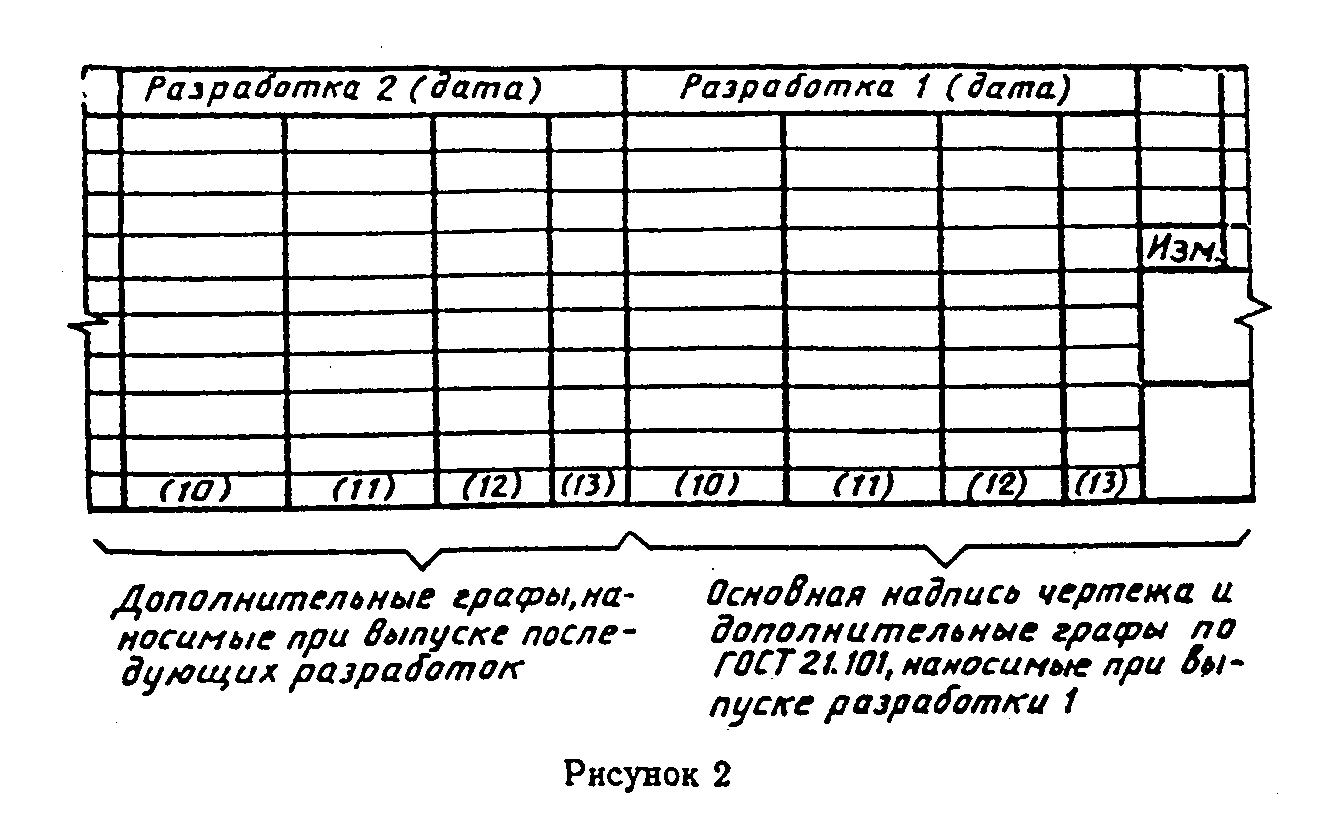 Разработка 2 (дата) Разработка 1 (дата)
Изм.
(10) (11) (12) (13) (10) (11) (12) (13)
Дополнительные графы, на-
носимые при выпуске после-
дующих разработок
Основная надпись чертежа и
дополнительные графы по
ГОСТ 21.101, наносимые при вы-
пуске разработки 1
Рисунок 2